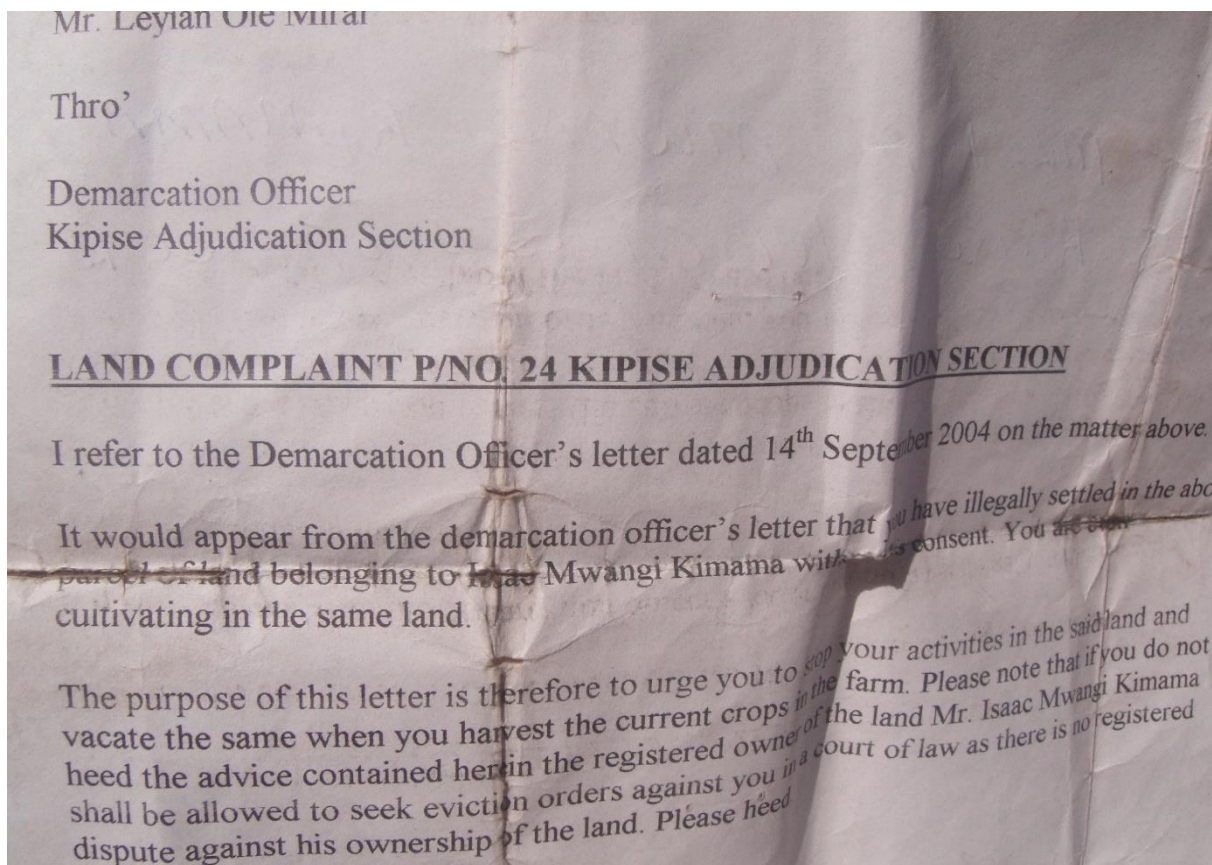 Mr. Leyian Ole Mirai
Thro’
Demarcation Officer
Kipise Adjudication Section
LAND COMPLAINT P/NO 24 KIPISE ADJUDICATION SECTION
I refer to the Demarcation Officer’s letter dated 14th September 2004 on the matter above.
It would appear from the demarcation officer’s letter that you have illegally settled in the abo
parcel of land belonging to Isaac Mwangi Kimama with consent. You are
cultivating in the same land.
The purpose of this letter is therefore to urge you to stop your activities in the said land and
vacate the same when you harvest the current crops in the farm. Please note that if you do not
heed the advice contained herein the registered owner of the land Mr. Isaac Mwangi Kimama
shall be allowed to seek eviction orders against you in a court of law as there is no registered
dispute against his ownership of the land. Please heed